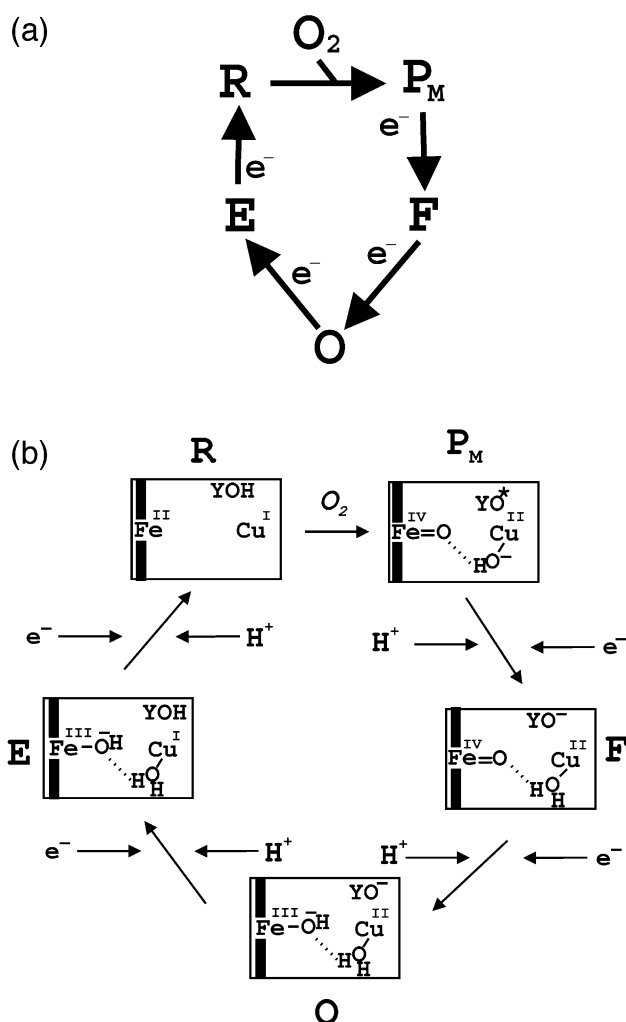 (a)
O2
R
PM
e−
e−
E
F
e−
e−
O
(b)
R
PM
YOH
FeII
CuI
O2
YO*
FeIV=O
CuII
HO−
e−
H+
H+
e−
E
YOH
FeIII-OH−
CuI
HOH
YO−
FeIV=O
CuII
HOH
F
e−
H+
H+
e−
YO−
FeIII-OH−
CuII
HOH
O